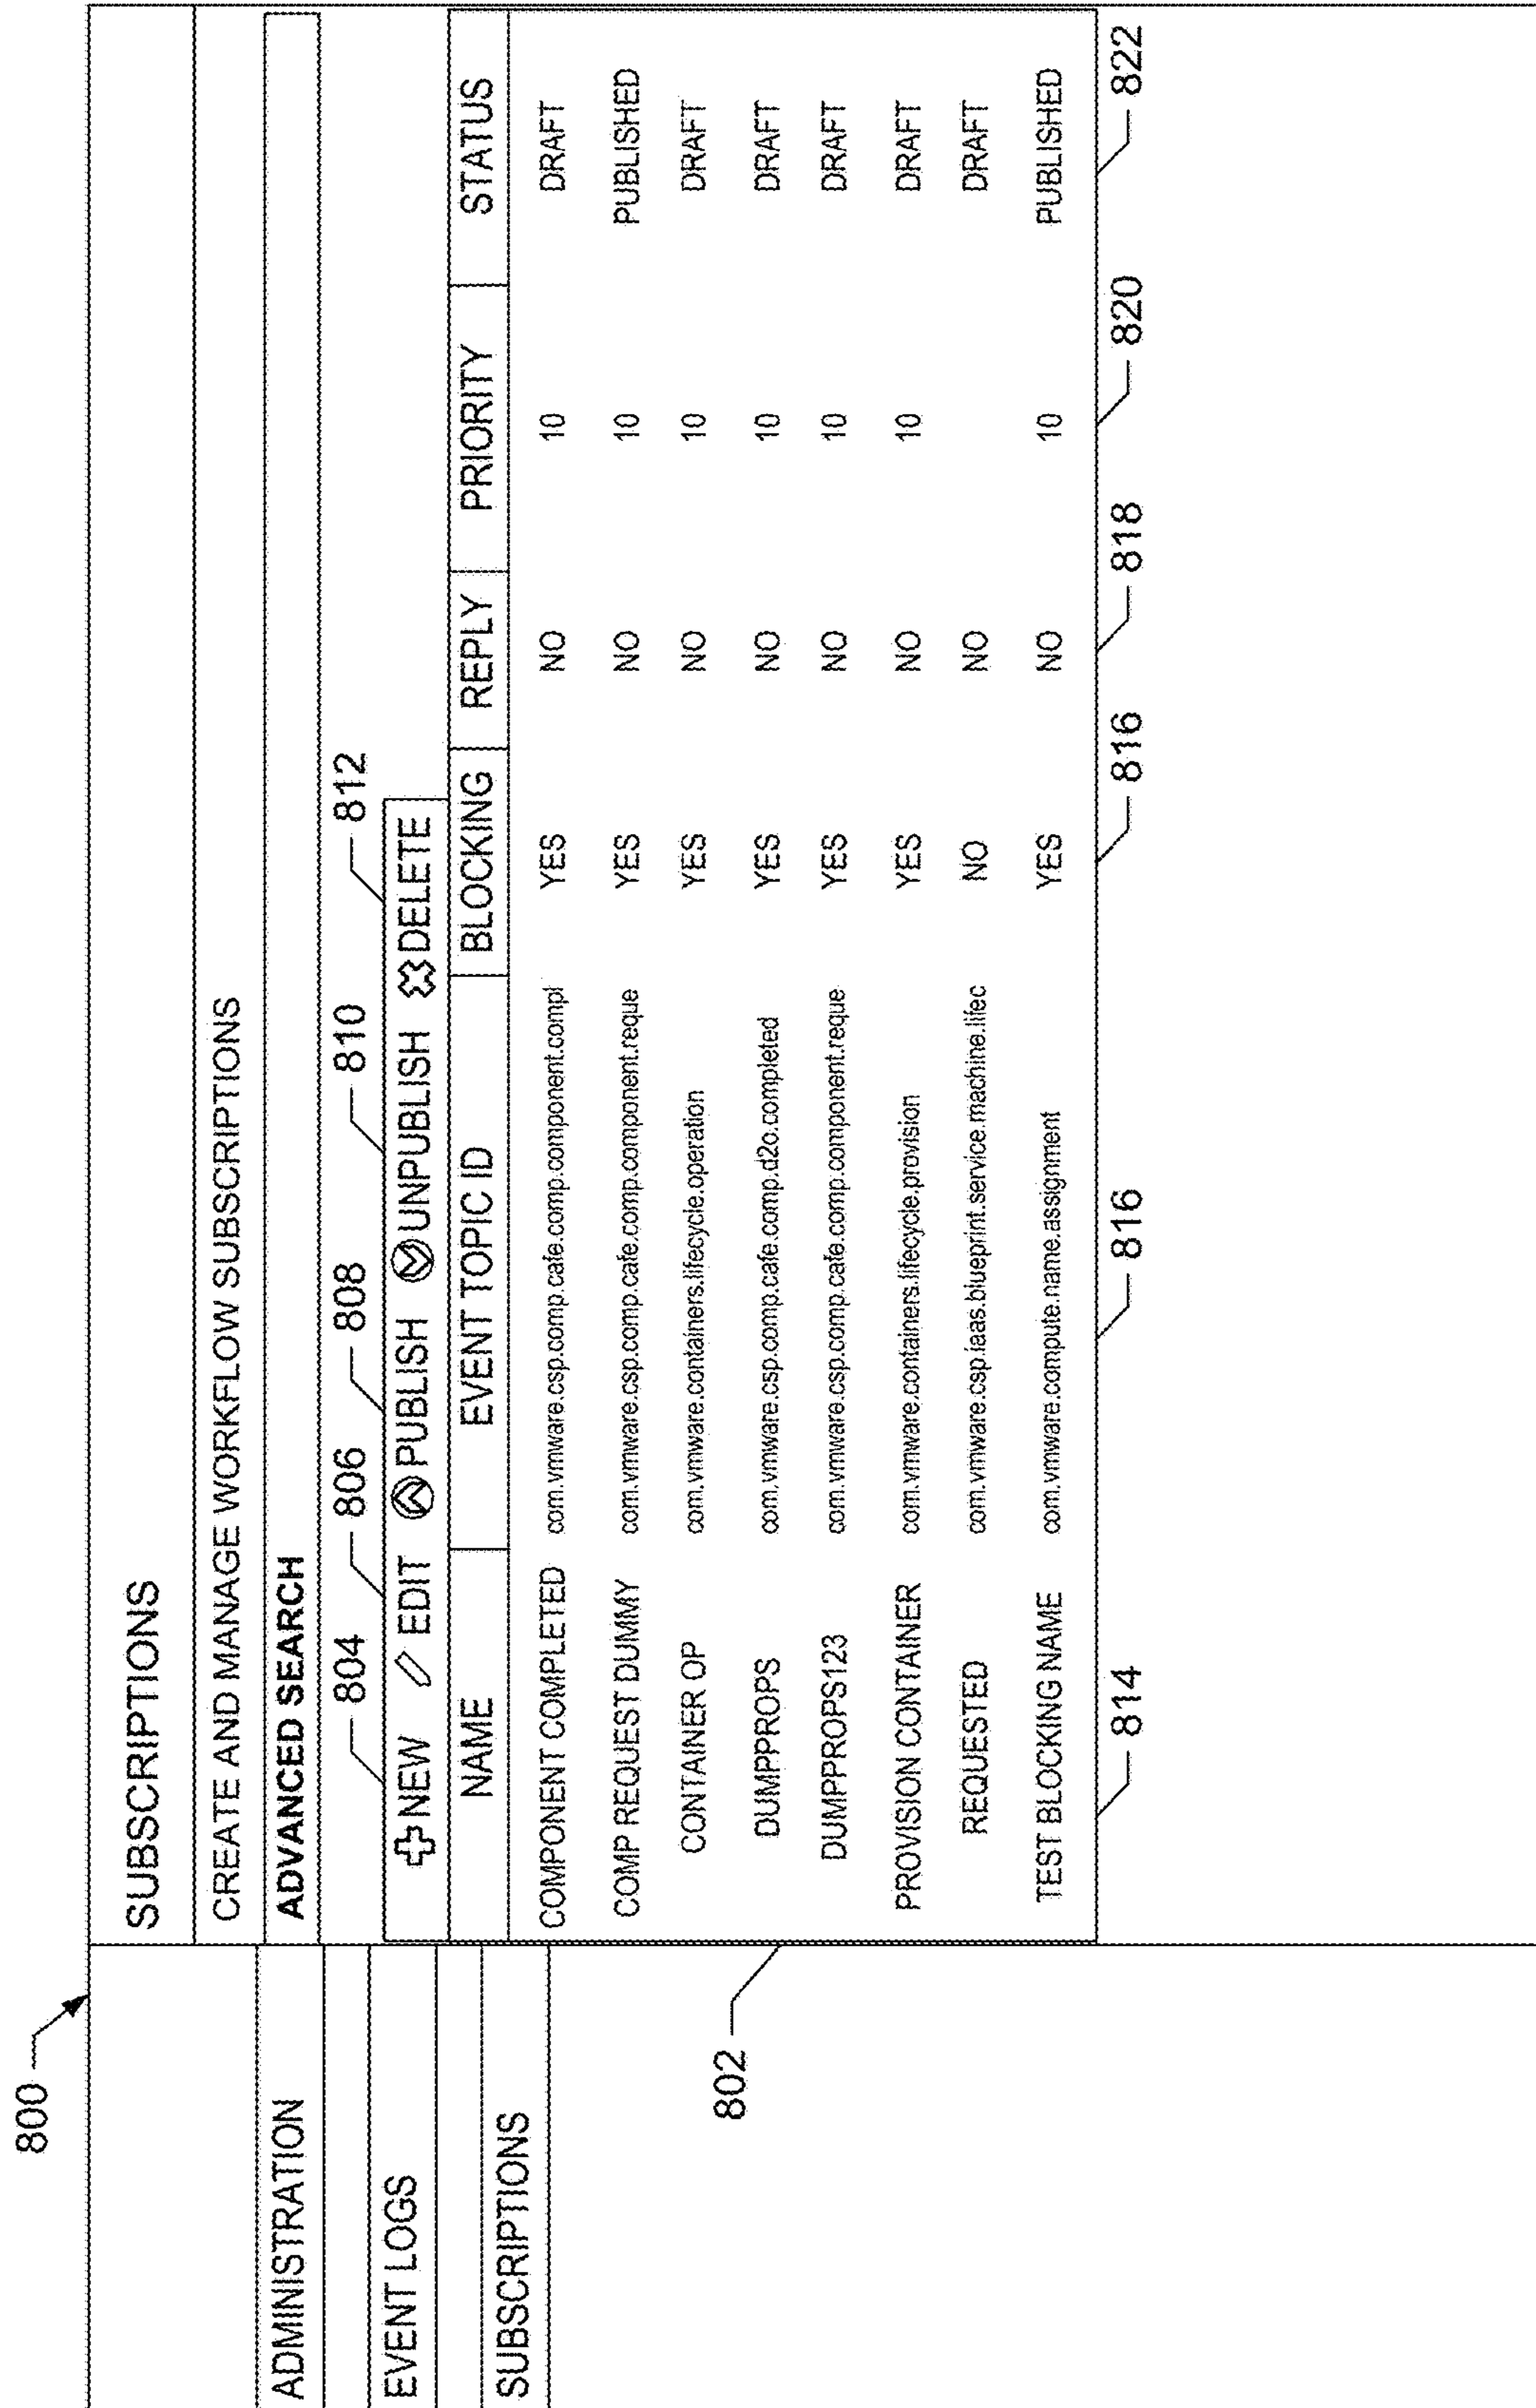 800
SUBSCRIPTIONS
CREATE AND MANAGE WORKFLOW SUBSCRIPTIONS
ADMINISTRATION
ADVANCED SEARCH
804 806 808 810 812
EVENT LOGS
NEW EDIT PUBLISH UNPUBLISH DELETE
NAME EVENT TOPIC ID BLOCKING REPLY PRIORITY STATUS
SUBSCRIPTIONS
COMPONENT COMPLETED com.vmware.csp.comp.cafe.comp.component.compl YES NO 10 DRAFT
COMP REQUEST DUMMY com.vmware.csp.comp.cafe.comp.component.reque YES NO 10 PUBLISHED
CONTAINER OP com.vmware.containers.lifecycle.operation YES NO 10 DRAFT
802
DUMPPROPS com.vmware.csp.comp.cafe.comp.d2o.completed YES NO 10 DRAFT
DUMPPROPS123 com.vmware.csp.comp.cafe.comp.component.reque YES NO 10 DRAFT
PROVISION CONTAINER com.vmware.containers.lifecycle.provision YES NO 10 DRAFT
REQUESTED com.vmware.csp.iaas.blueprint.service.machine.lifec NO NO DRAFT
TEST BLOCKING NAME com.vmware.compute.name.assignment YES NO 10 PUBLISHED
814 816 816 818 820 822